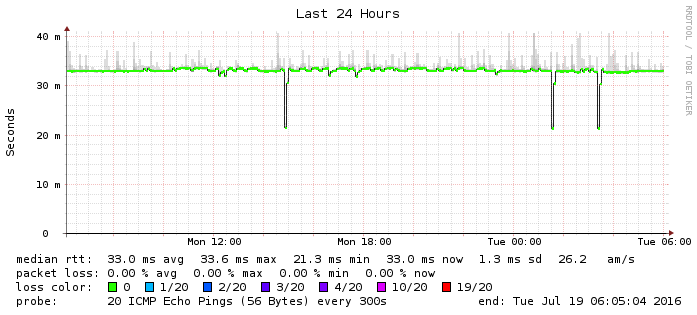 Last 24 Hours
RRDTOOL / TOBI OETIKER
Seconds
40 m
30 m
20 m
10 m
0
Mon 12:00 Mon 18:00 Tue 00:00 Tue 06:00
median rtt: 33.0 ms avg 33.6 ms max 21.3 ms min 33.0 ms now 1.3 ms sd 26.2 am/s
packet loss: 0.00 % avg 0.00 % max 0.00 % min 0.00 % now
loss color: 0 1/20 2/20 3/20 4/20 10/20 19/20
probe: 20 ICMP Echo Pings (56 Bytes) every 300s end: Tue Jul 19 06:05:04 2016